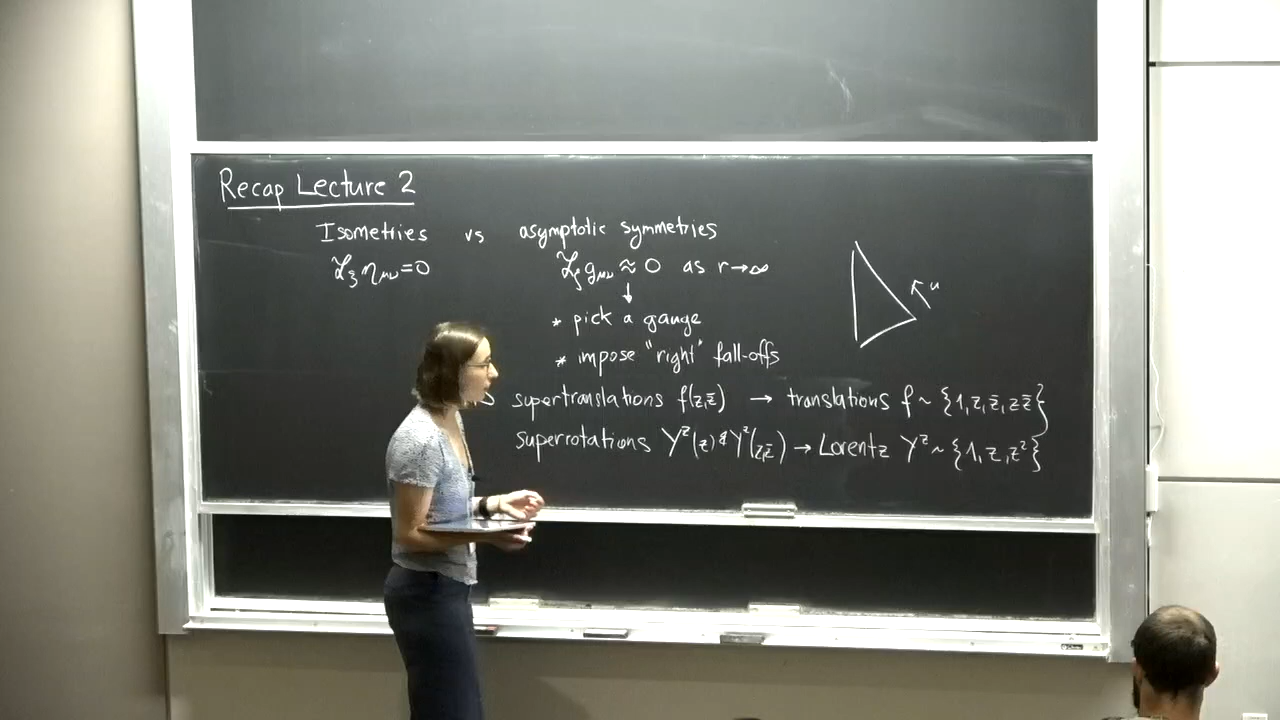 Recap Lecture 2
Isometries vs asymptotic symmetries
ℒ_ξ η_μν = 0
ℒ_ξ g_μν ≈ 0 as r→∞
↓
* pick a gauge
* impose "right" fall-offs
u
supertranslations f(z,z̄) → translations f ~ {1, z, z̄, zz̄}
superrotations Y^z(z) & Y^z(z,z̄) → Lorentz Y^z ~ {1, z, z²}